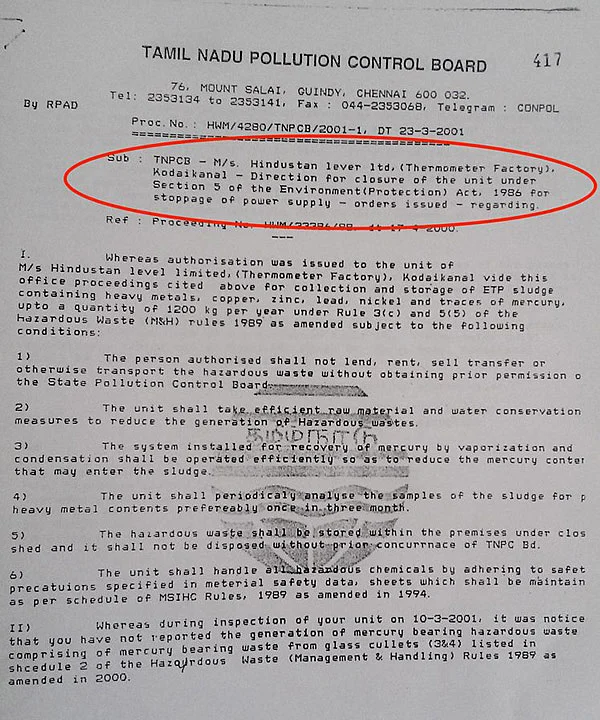 TAMIL NADU POLLUTION CONTROL BOARD
417
76, MOUNT SALAI, GUINDY, CHENNAI 600 032.
By RPAD
Tel: 2353134 to 2353141, Fax : 044-2353068, Telegram : CONPOL
Proc.No.: HWM/4280/TNPCB/2001-1, DT 23-3-2001
Sub : TNPCB - M/s. Hindustan lever ltd,(Thermometer Factory),
Kodaikanal - Direction for closure of the unit under
Section 5 of the Environment(Protection) Act, 1986 for
stoppage of power supply - orders issued - regarding.
Ref : Proceeding No. dt 17-4-2000.
I. Whereas authorisation was issued to the unit of
M/s Hindustan level limited,(Thermometer Factory), Kodaikanal vide this
office proceedings cited above for collection and storage of ETP sludge
containing heavy metals, copper, zinc, lead, nickel and traces of mercury,
upto a quantity of 1200 kg per year under Rule 3(c) and 5(5) of the
Hazardous Waste (M&H) rules 1989 as amended subject to the following
conditions:
1) The person authorised shall not lend, rent, sell transfer or
otherwise transport the hazardous waste without obtaining prior permission o
the State Pollution Control Board
2) The unit shall take efficient raw material and water conservation
measures to reduce the generation of Hazardous wastes.
3) The system installed for recovery of mercury by vaporization and
condensation shall be operated efficiently so as to reduce the mercury conter
that may enter the sludge.
4) The unit shall periodicaly analyse the samples of the sludge for p
heavy metal contents prefereably once in three month.
5) The hazardous waste shall be stored within the premises under clos
shed and it shall not be disposed without prior concurrnace of TNPC Bd.
6) The unit shall handle all hazardous chemicals by adhering to safet
precatuions specified in meterial safety data, sheets which shall be maintain
as per schedule of MSIHC Rules, 1989 as amended in 1994.
II) Whereas during inspection of your unit on 10-3-2001, it was notice
that you have not reported the generation of mercury bearing hazardous waste
comprising of mercury bearing waste from glass cullets (3&4) listed in
shcedule 2 of the Hazardous Waste (Management & Handling) Rules 1989 as
amended in 2000.